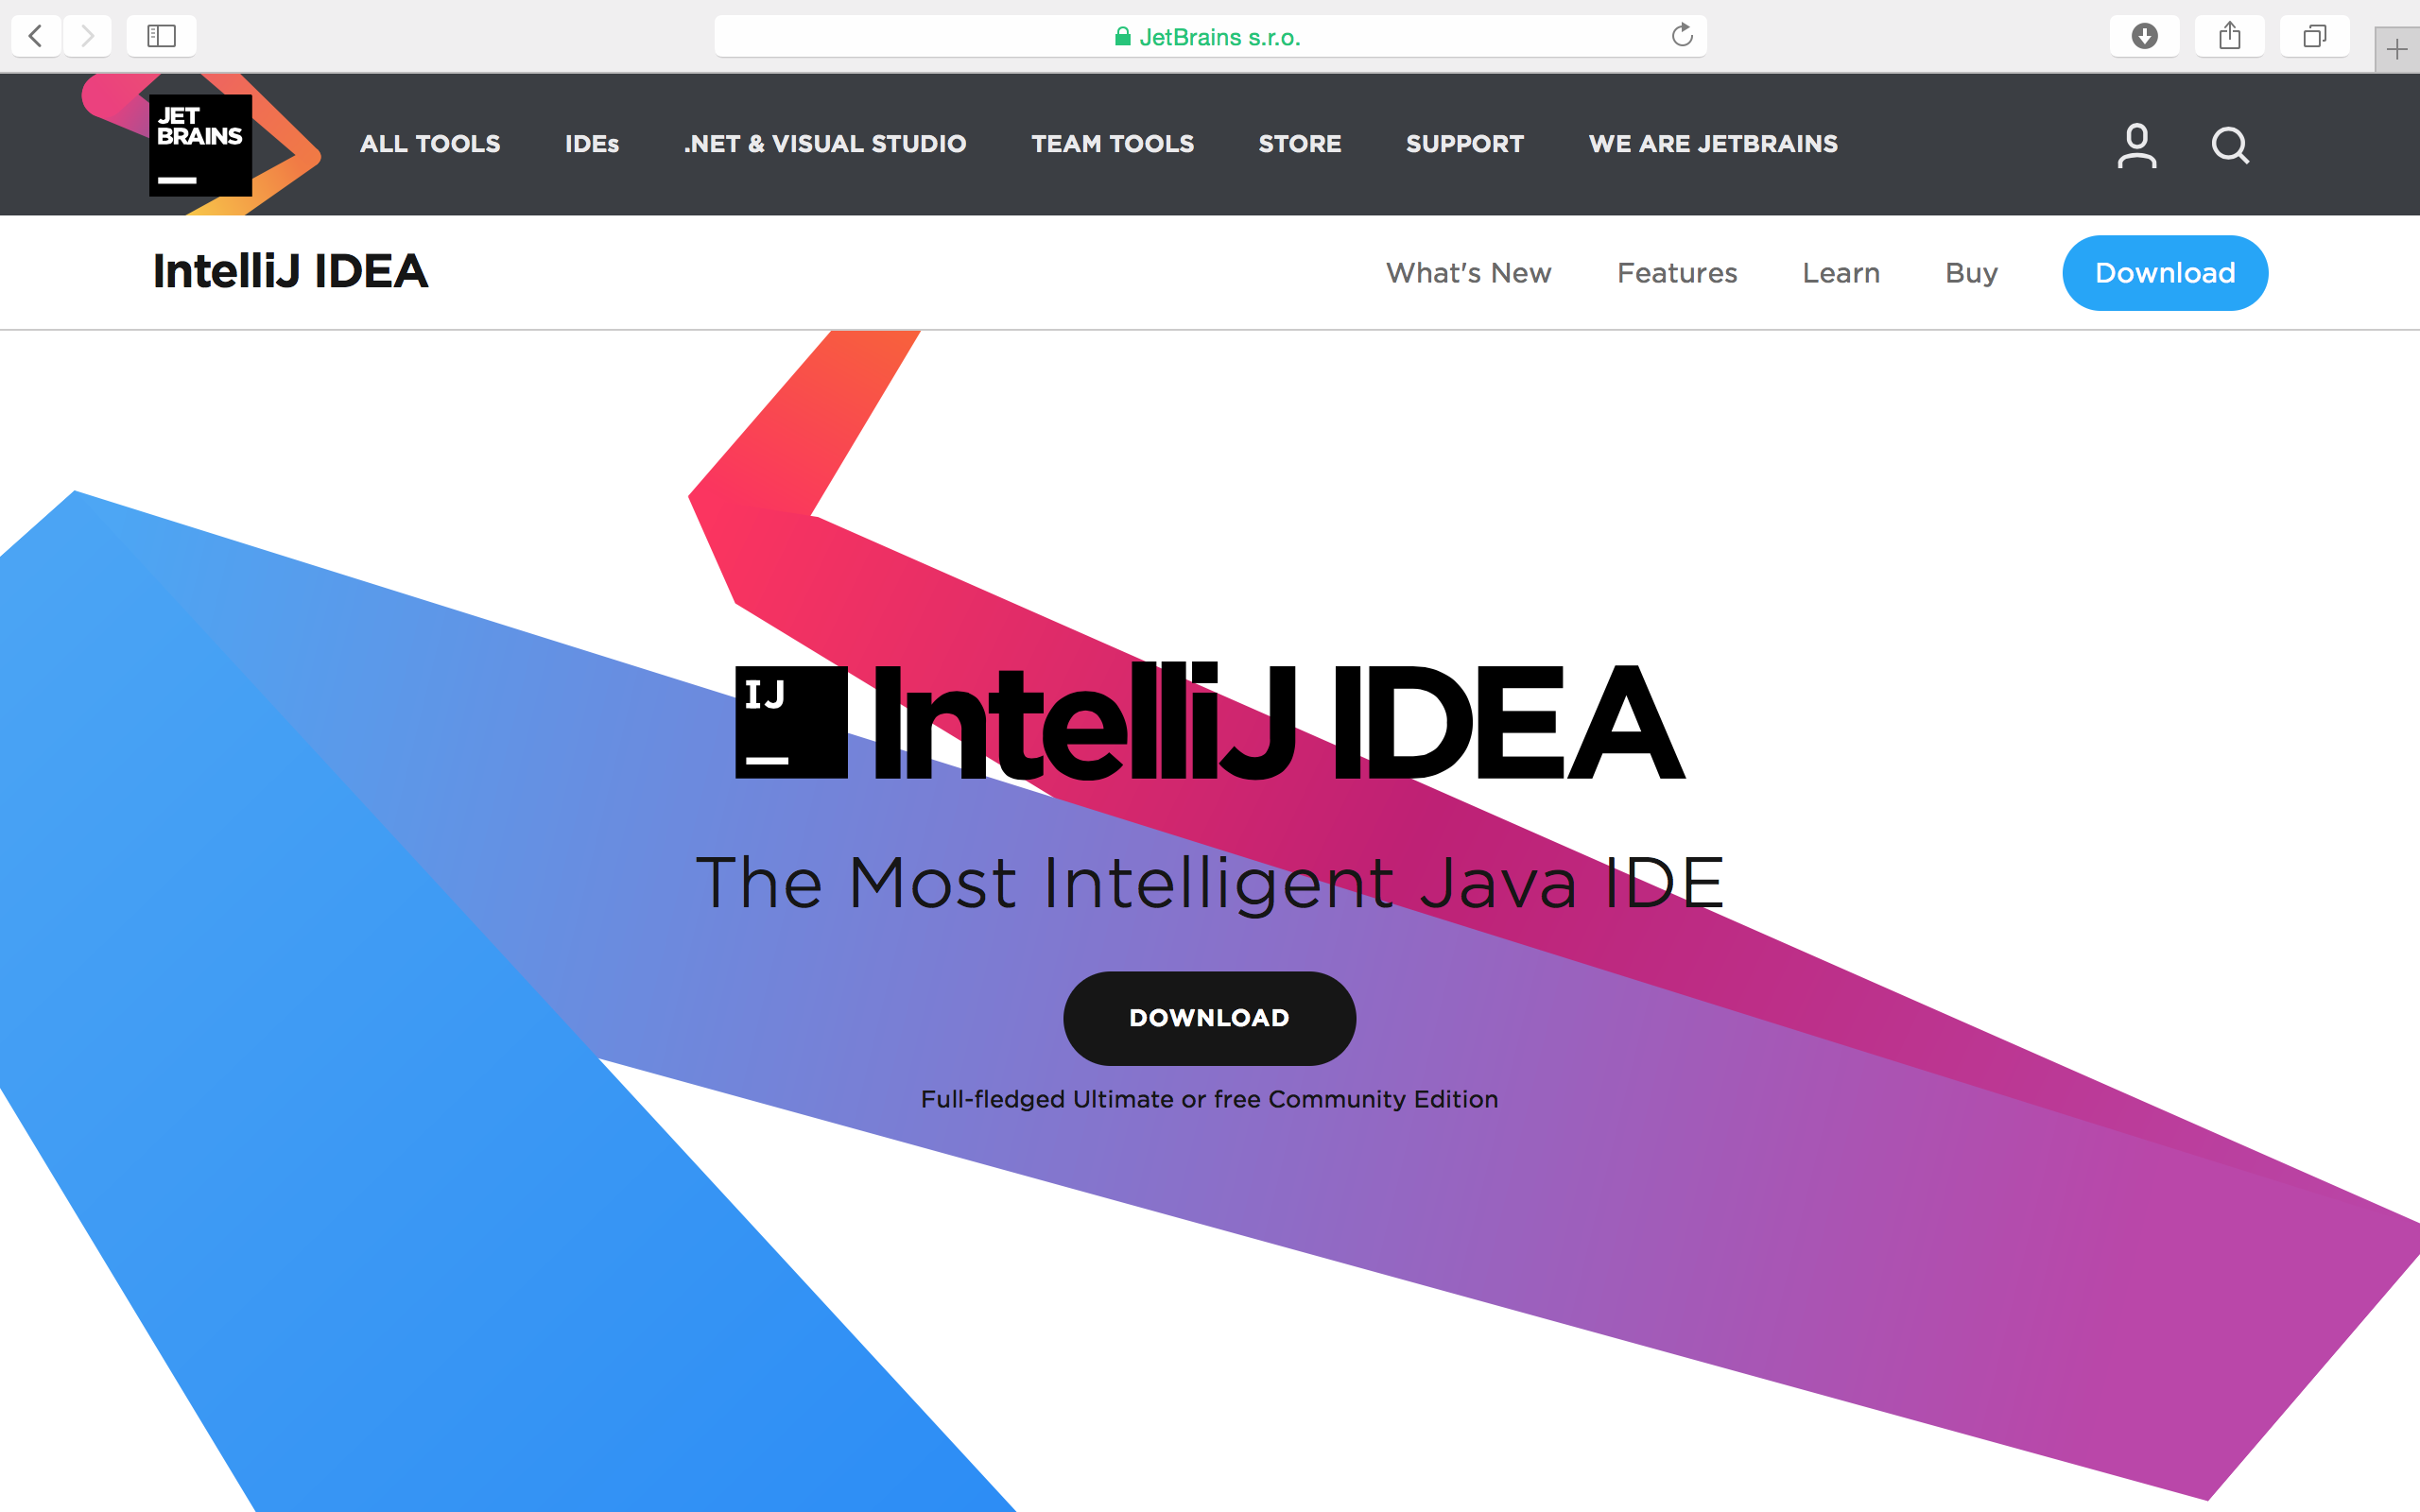 JetBrains s.r.o.
JET
BRAINS
ALL TOOLS IDEs .NET & VISUAL STUDIO TEAM TOOLS STORE SUPPORT WE ARE JETBRAINS
IntelliJ IDEA What's New Features Learn Buy Download
IJ
IntelliJ IDEA
The Most Intelligent Java IDE
DOWNLOAD
Full-fledged Ultimate or free Community Edition